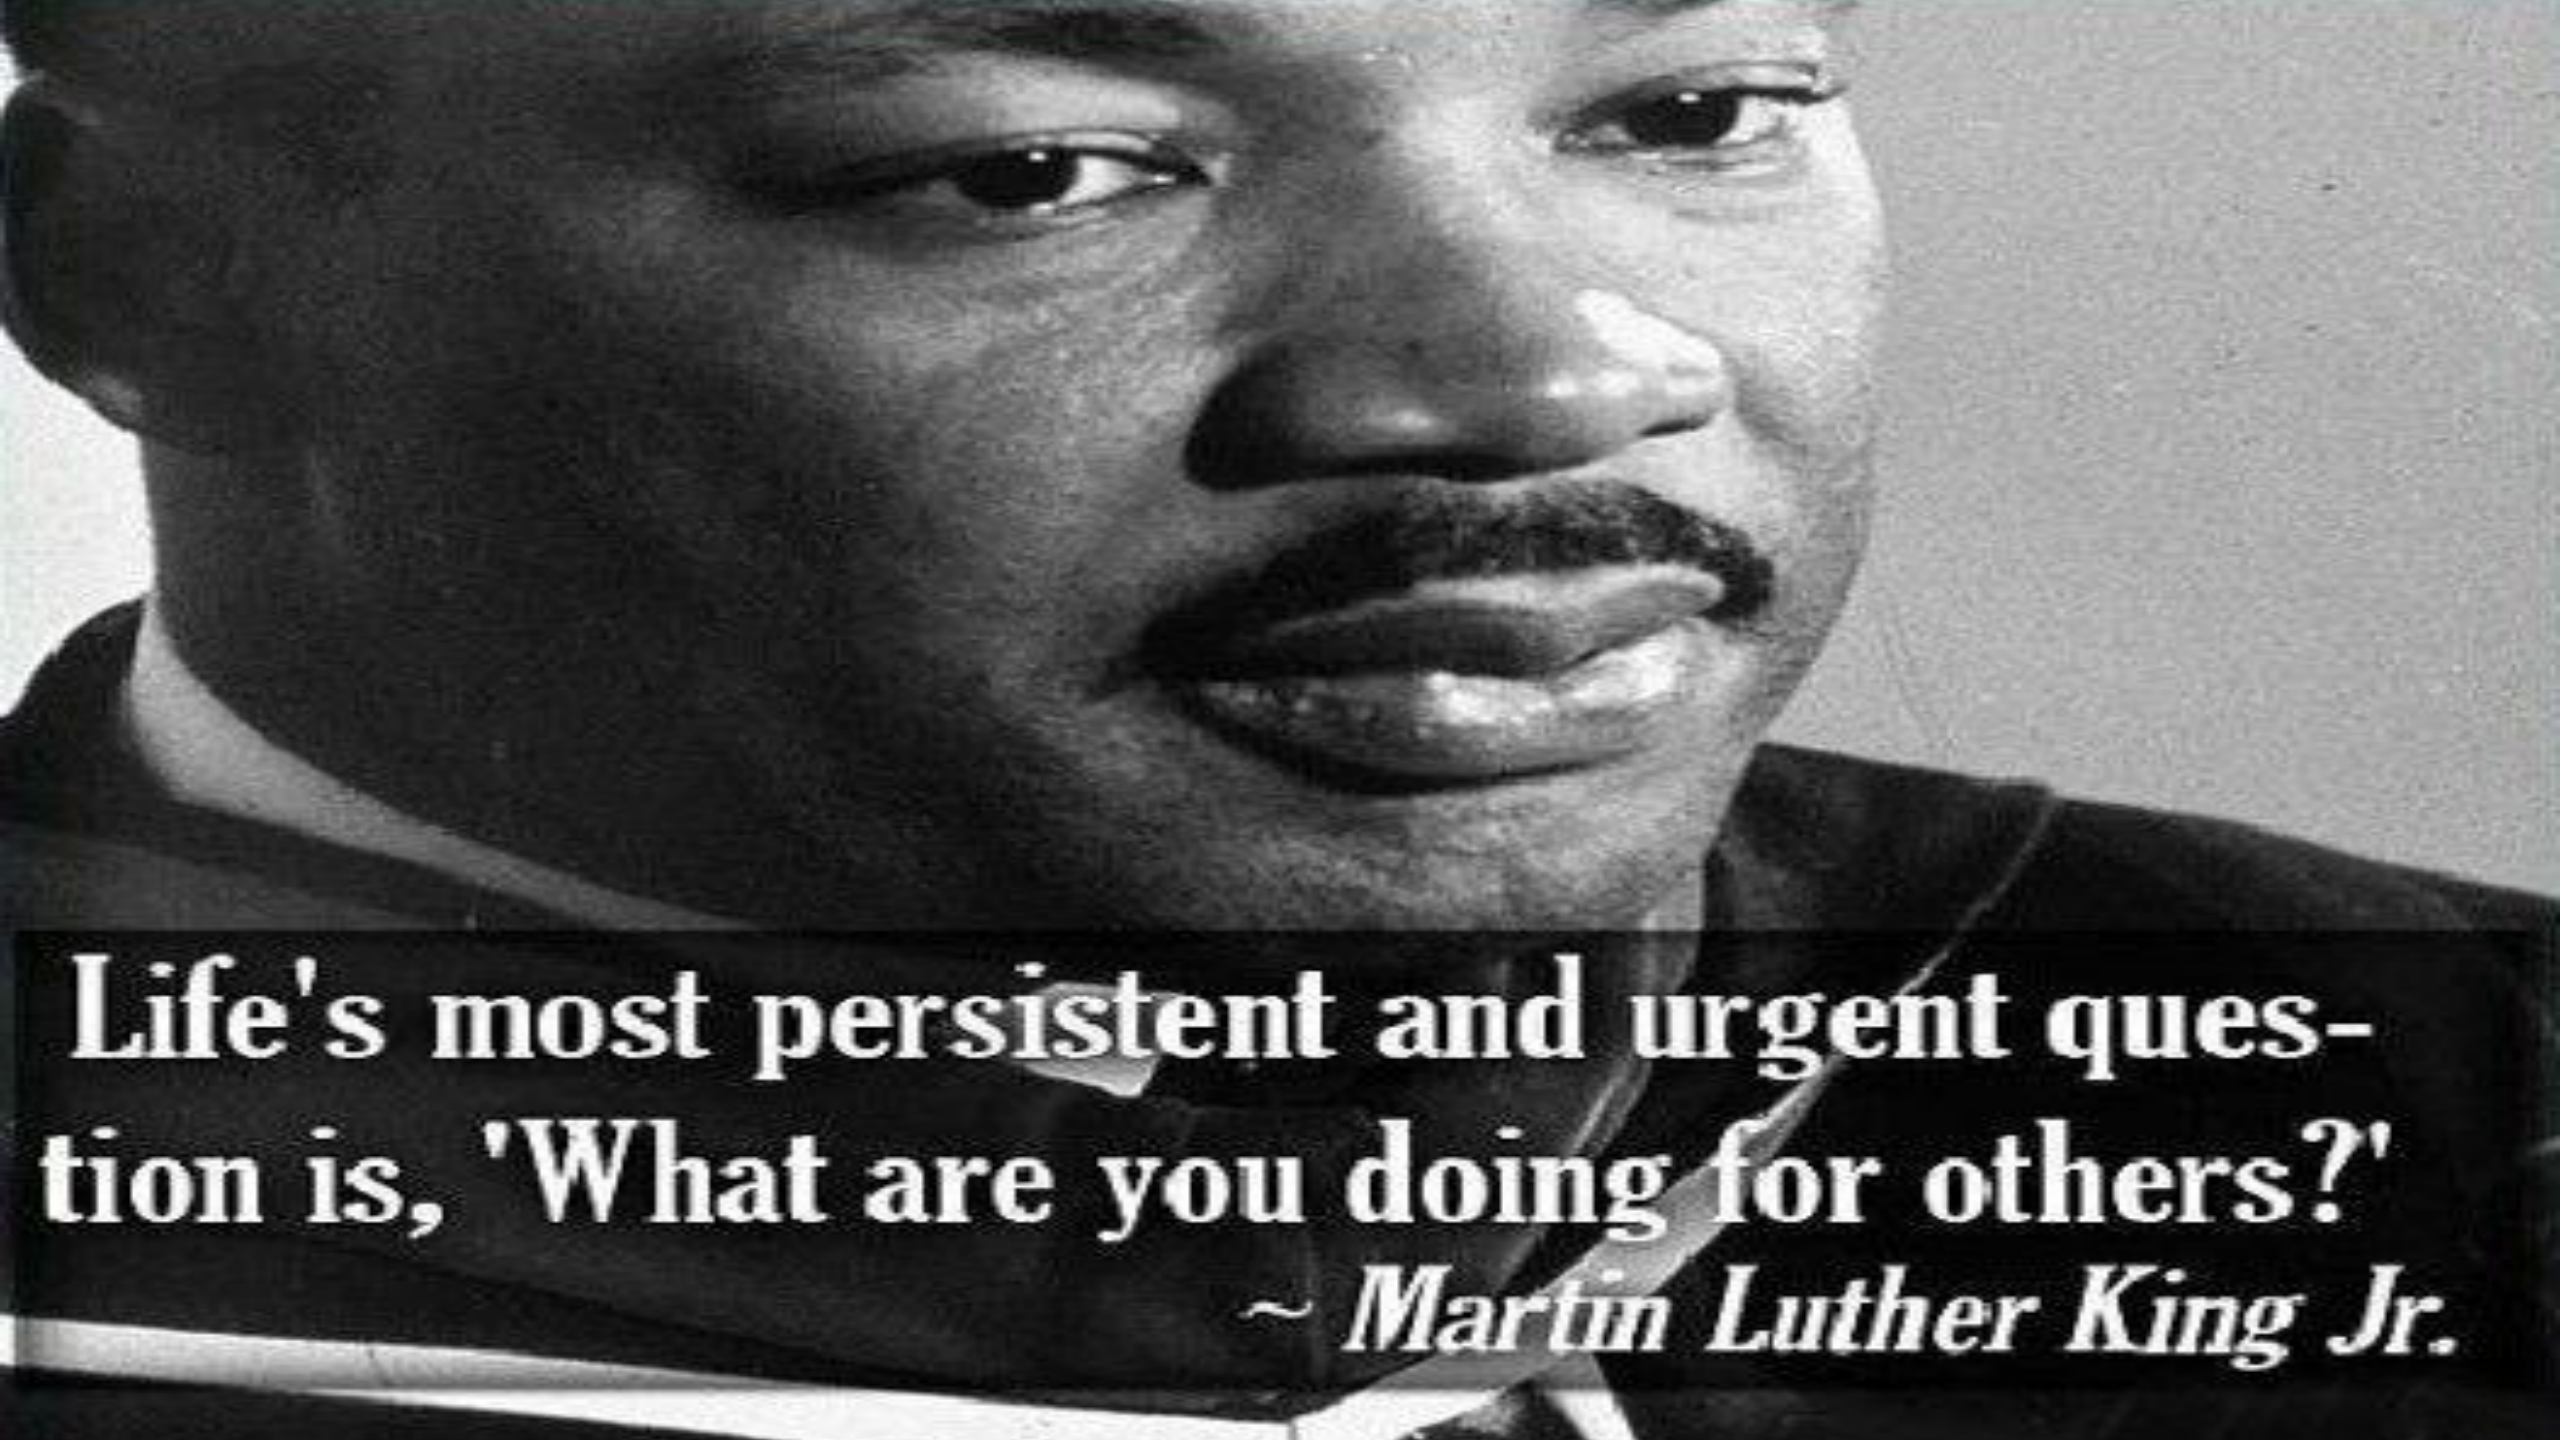 Life's most persistent and urgent ques-
tion is, 'What are you doing for others?'
~ Martin Luther King Jr.